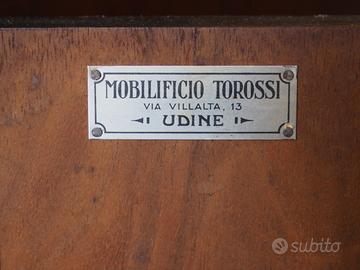 MOBILIFICIO TOROSSI
VIA VILLALTA, 13
UDINE
subito